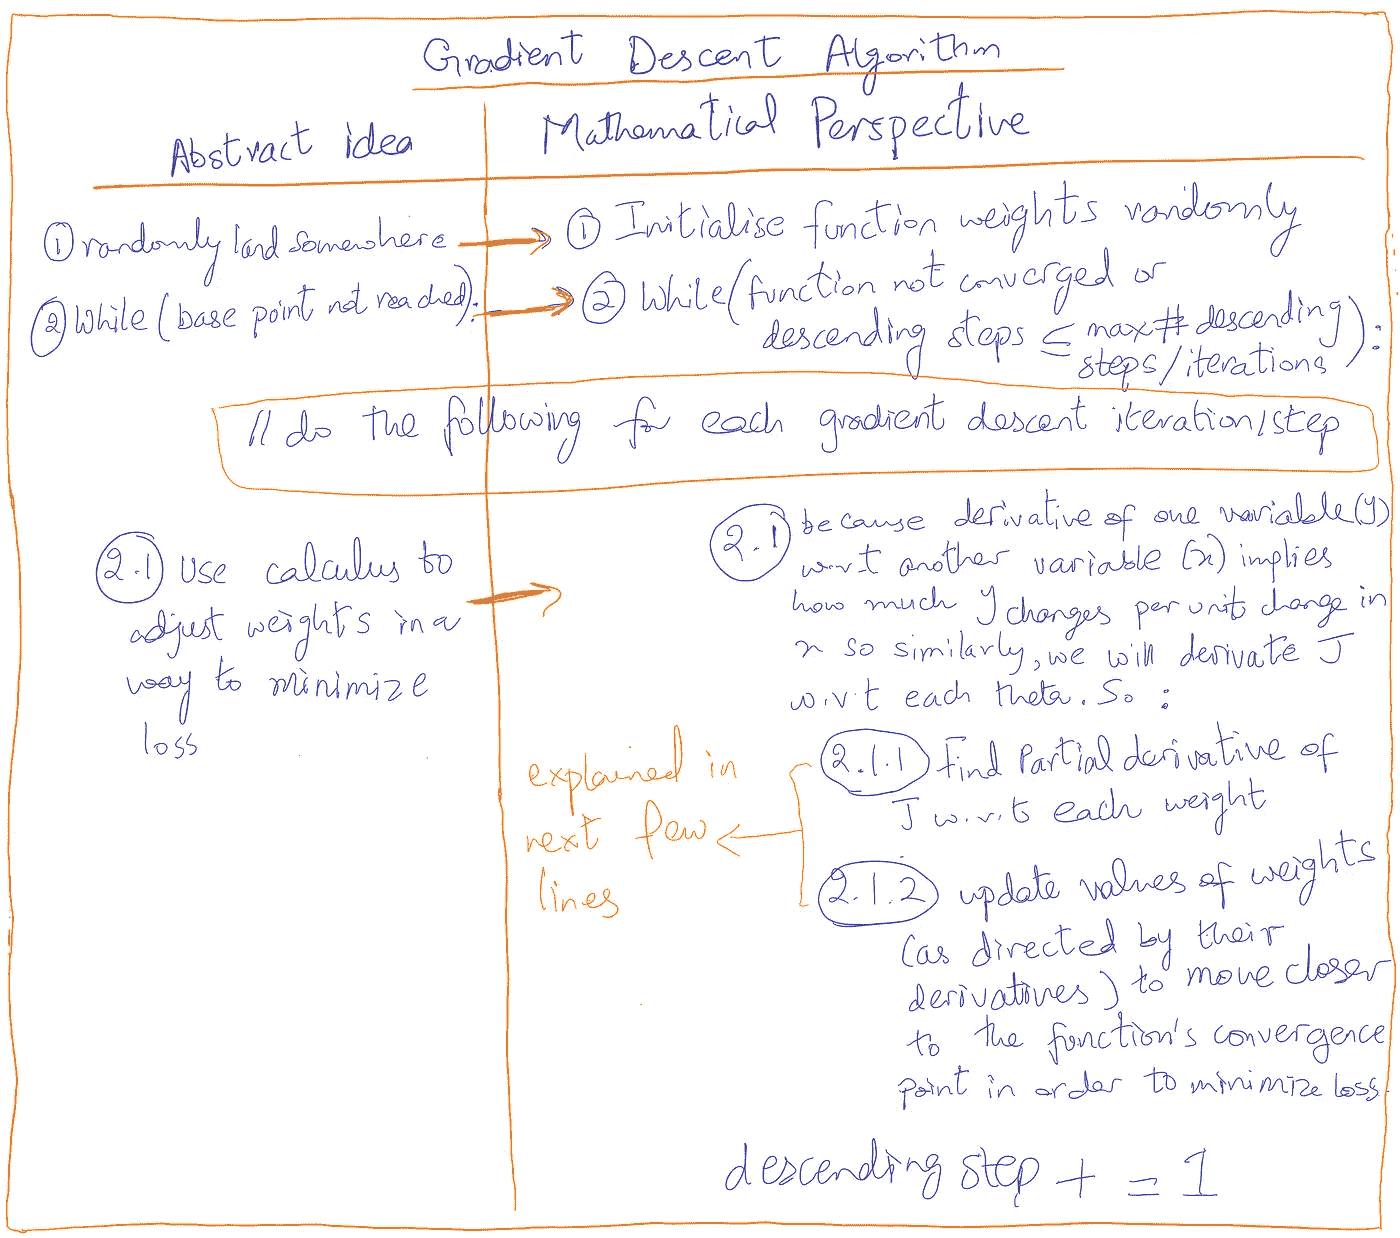 Gradient Descent Algorithm
Abstract idea
Mathematical Perspective
① randomly land somewhere
① Initialise function weights randomly
② While (base point not reached):
② While (function not converged or
descending steps ≤ max # descending
steps/iterations):
// do the following for each gradient descent iteration/step
2.1 Use calculus to
adjust weights in a
way to minimize
loss
2.1 because derivative of one variable (y)
w.r.t another variable (x) implies
how much y changes per unit change in
x so similarly, we will derivate J
w.r.t each theta. So :
explained in
next few
lines
2.1.1 Find Partial derivative of
J w.r.t each weight
2.1.2 update values of weights
(as directed by their
derivatives) to move closer
to the function's convergence
point in order to minimize loss.
descending step += 1